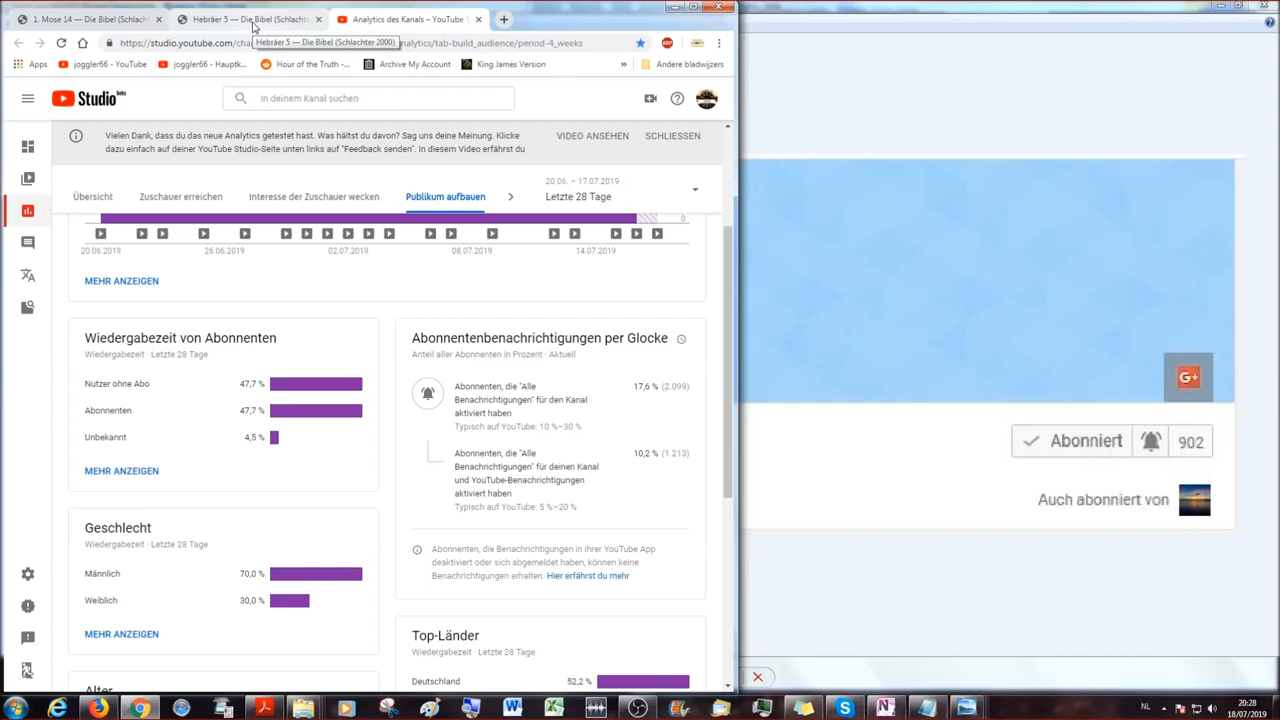 1. Mose 14 — Die Bibel (Schlacht
Hebräer 5 — Die Bibel (Schlachte
Analytics des Kanals – YouTube S
https://studio.youtube.com/cha
nalytics/tab-build_audience/period-4_weeks
Hebräer 5 — Die Bibel (Schlachter 2000)
Apps
joggler66 - YouTube
joggler66 - Hauptk...
Hour of the Truth -...
Archive My Account
King James Version
»
Andere bladwijzers
Studio beta
In deinem Kanal suchen
Vielen Dank, dass du das neue Analytics getestet hast. Was hältst du davon? Sag uns deine Meinung. Klicke
dazu einfach auf deiner YouTube Studio-Seite unten links auf "Feedback senden". In diesem Video erfährst du
VIDEO ANSEHEN
SCHLIESSEN
Übersicht
Zuschauer erreichen
Interesse der Zuschauer wecken
Publikum aufbauen
20.06. – 17.07.2019
Letzte 28 Tage
0
20.06.2019
26.06.2019
02.07.2019
08.07.2019
14.07.2019
MEHR ANZEIGEN
Wiedergabezeit von Abonnenten
Wiedergabezeit · Letzte 28 Tage
Nutzer ohne Abo 47,7 %
Abonnenten 47,7 %
Unbekannt 4,5 %
MEHR ANZEIGEN
Geschlecht
Wiedergabezeit · Letzte 28 Tage
Männlich 70,0 %
Weiblich 30,0 %
MEHR ANZEIGEN
Alter
Abonnentenbenachrichtigungen per Glocke
Anteil aller Abonnenten in Prozent · Aktuell
Abonnenten, die "Alle 17,6 % (2.099)
Benachrichtigungen" für den Kanal
aktiviert haben
Typisch auf YouTube: 10 %–30 %
Abonnenten, die "Alle 10,2 % (1.213)
Benachrichtigungen" für deinen Kanal
und YouTube-Benachrichtigungen
aktiviert haben
Typisch auf YouTube: 5 %–20 %
Abonnenten, die Benachrichtigungen in ihrer YouTube App
deaktiviert oder sich abgemeldet haben, können keine
Benachrichtigungen erhalten. Hier erfährst du mehr
Top-Länder
Wiedergabezeit · Letzte 28 Tage
Deutschland 52,2 %
G+
Abonniert 902
Auch abonniert von
NL
20:28
18/07/2019